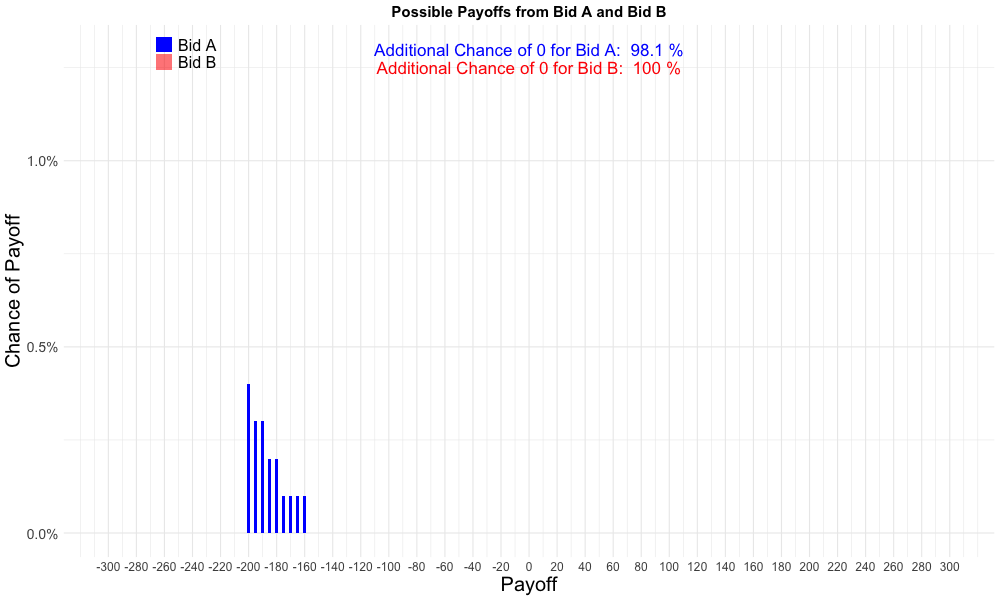 Possible Payoffs from Bid A and Bid B
Bid A
Bid B
Additional Chance of 0 for Bid A:  98.1 %
Additional Chance of 0 for Bid B:  100 %
Chance of Payoff
1.0%
0.5%
0.0%
-300 -280 -260 -240 -220 -200 -180 -160 -140 -120 -100 -80 -60 -40 -20 0 20 40 60 80 100 120 140 160 180 200 220 240 260 280 300
Payoff